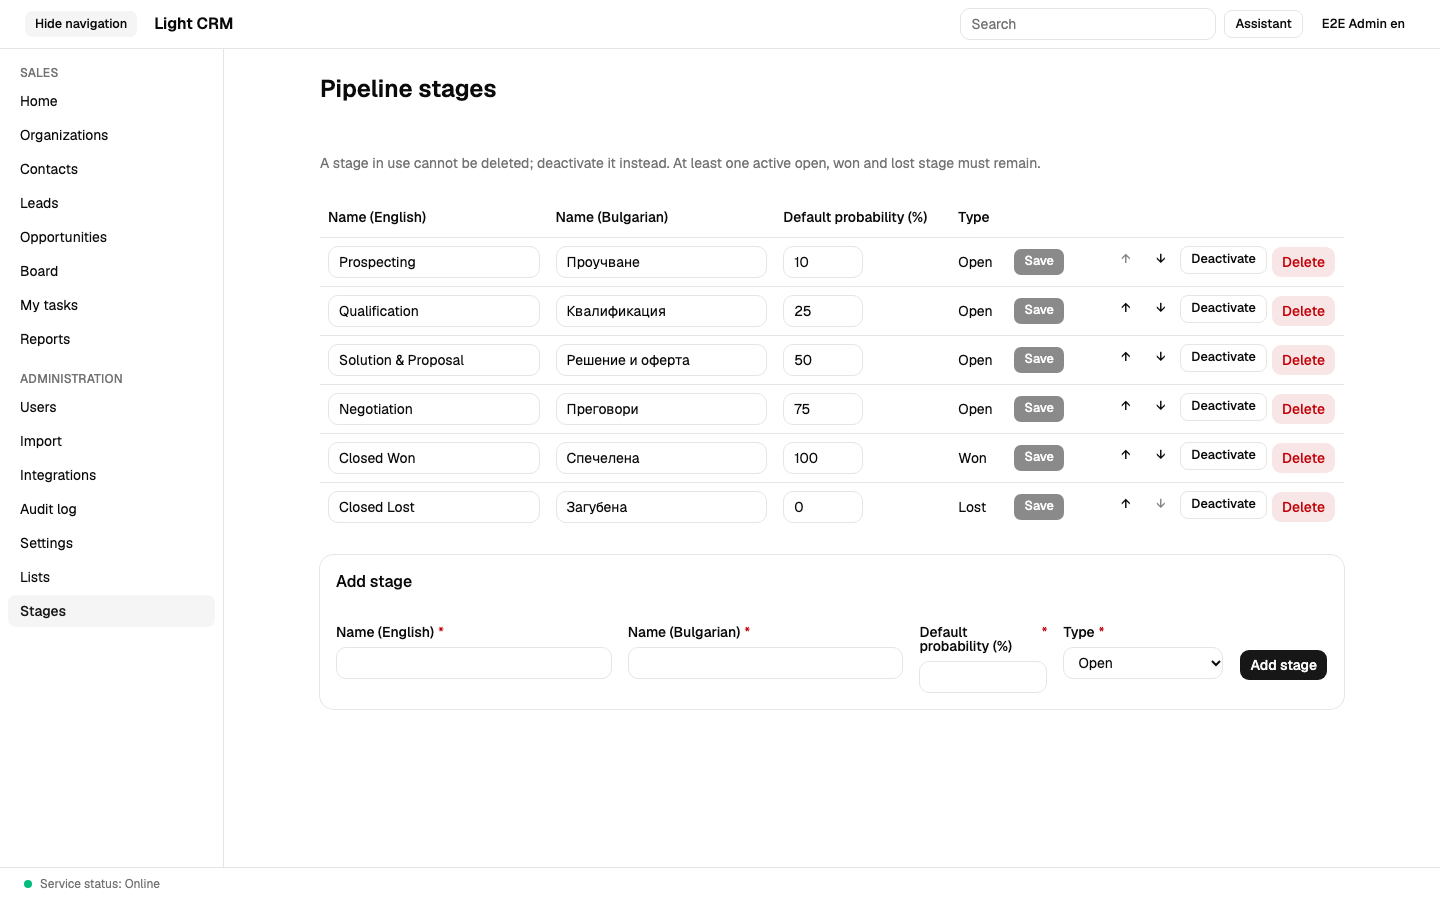 Hide navigation
Light CRM
Search
Assistant
E2E Admin en
SALES
Home
Organizations
Contacts
Leads
Opportunities
Board
My tasks
Reports
ADMINISTRATION
Users
Import
Integrations
Audit log
Settings
Lists
Stages
Pipeline stages
A stage in use cannot be deleted; deactivate it instead. At least one active open, won and lost stage must remain.
Name (English) Name (Bulgarian) Default probability (%) Type
Prospecting Проучване 10 Open Save ↑ ↓ Deactivate Delete
Qualification Квалификация 25 Open Save ↑ ↓ Deactivate Delete
Solution & Proposal Решение и оферта 50 Open Save ↑ ↓ Deactivate Delete
Negotiation Преговори 75 Open Save ↑ ↓ Deactivate Delete
Closed Won Спечелена 100 Won Save ↑ ↓ Deactivate Delete
Closed Lost Загубена 0 Lost Save ↑ ↓ Deactivate Delete
Add stage
Name (English) *
Name (Bulgarian) *
Default probability (%) *
Type *
Open
Add stage
Service status: Online